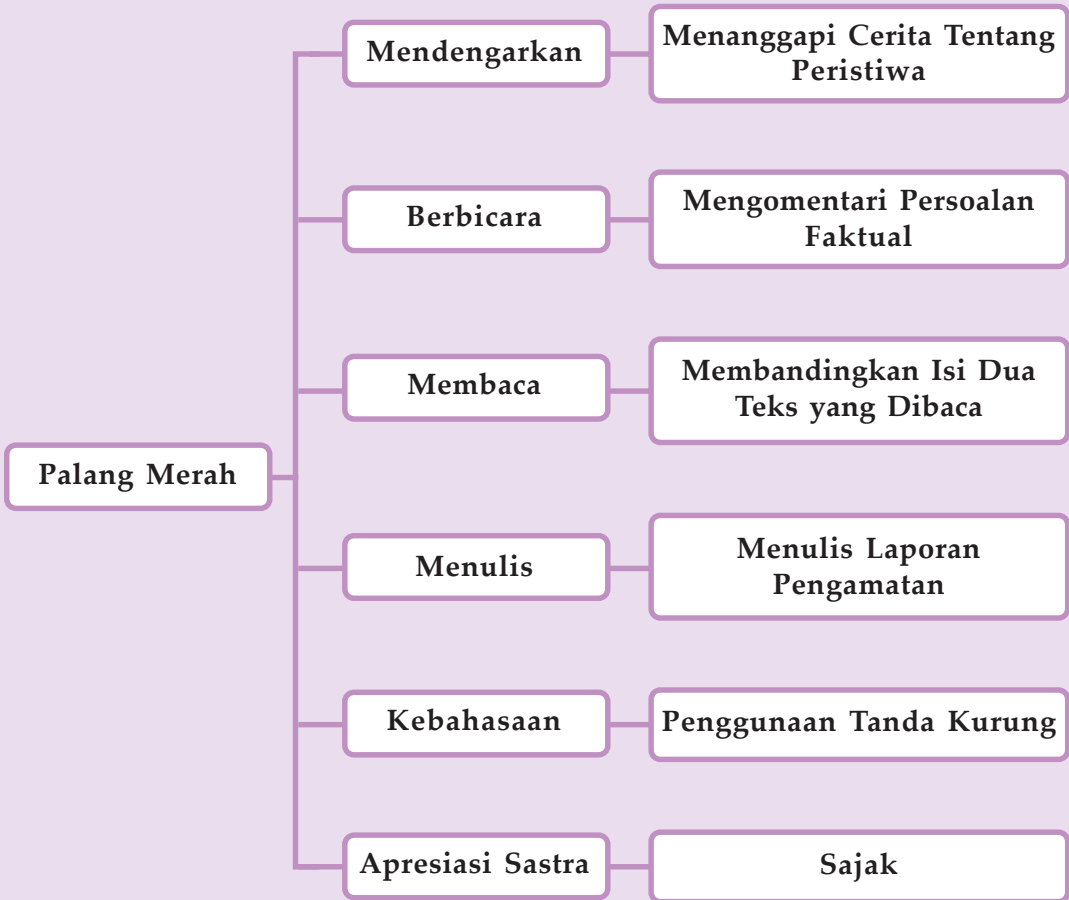 Mendengarkan
Menanggapi Cerita Tentang
Peristiwa
Berbicara
Mengomentari Persoalan
Faktual
Membaca
Membandingkan Isi Dua
Teks yang Dibaca
Palang Merah
Menulis
Menulis Laporan
Pengamatan
Kebahasaan
Penggunaan Tanda Kurung
Apresiasi Sastra
Sajak